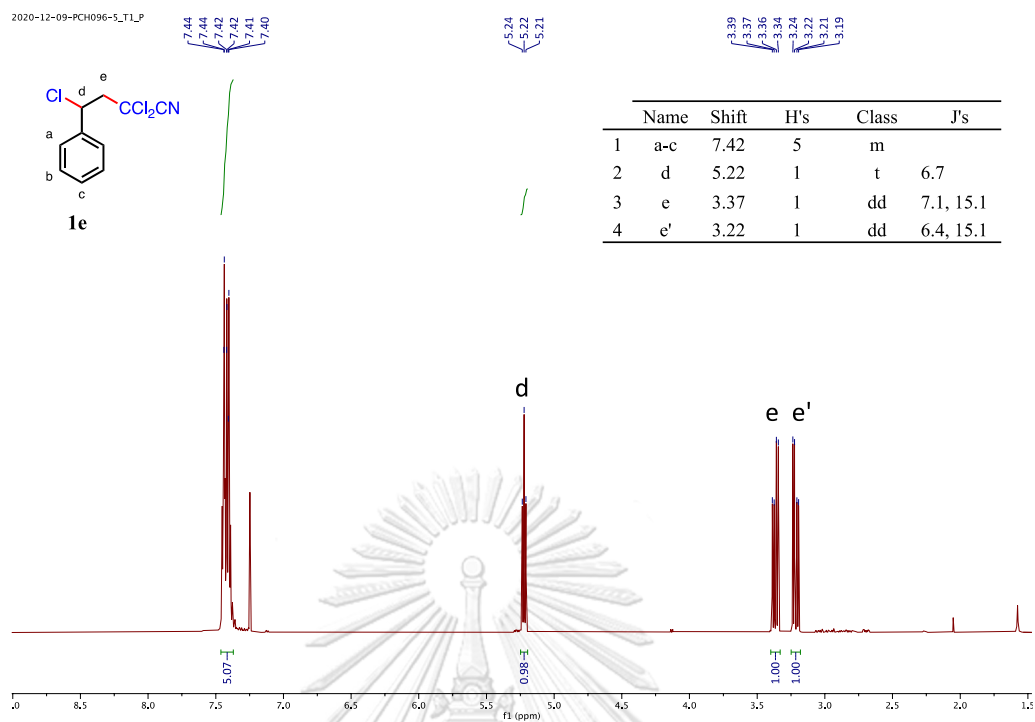 2020-12-09-PCH096-5_T1_P
7.44
7.44
7.42
7.42
7.41
7.40
5.24
5.22
5.21
3.39
3.37
3.36
3.34
3.24
3.22
3.21
3.19
e
d
Cl
CCl₂CN
a
b
c
1e
Name Shift H's Class J's
1 a-c 7.42 5 m
2 d 5.22 1 t 6.7
3 e 3.37 1 dd 7.1, 15.1
4 e' 3.22 1 dd 6.4, 15.1
d
e e'
5.07
0.98
1.00
1.00
.0 8.5 8.0 7.5 7.0 6.5 6.0 5.5 5.0 4.5 4.0 3.5 3.0 2.5 2.0 1.5
f1 (ppm)